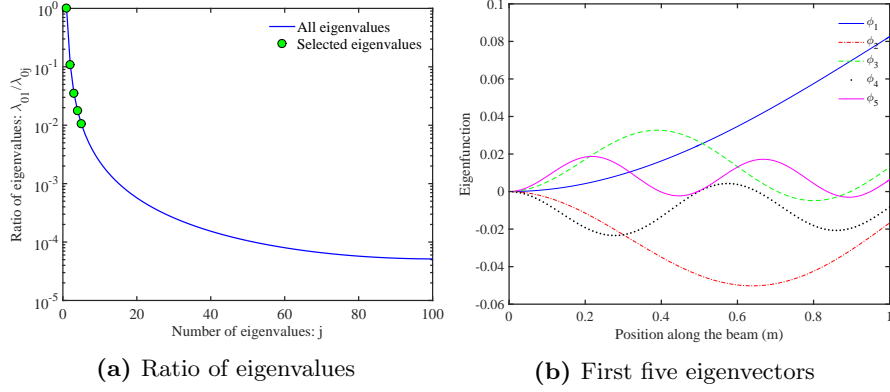 10⁰
10⁻¹
10⁻²
10⁻³
10⁻⁴
10⁻⁵
Ratio of eigenvalues: λ₀₁/λ₀ⱼ
All eigenvalues
Selected eigenvalues
0 20 40 60 80 100
Number of eigenvalues: j
(a) Ratio of eigenvalues
0.1
0.08
0.06
0.04
0.02
0
-0.02
-0.04
-0.06
Eigenfunction
ϕ₁
ϕ₂
ϕ₃
ϕ₄
ϕ₅
0 0.2 0.4 0.6 0.8 1
Position along the beam (m)
(b) First five eigenvectors